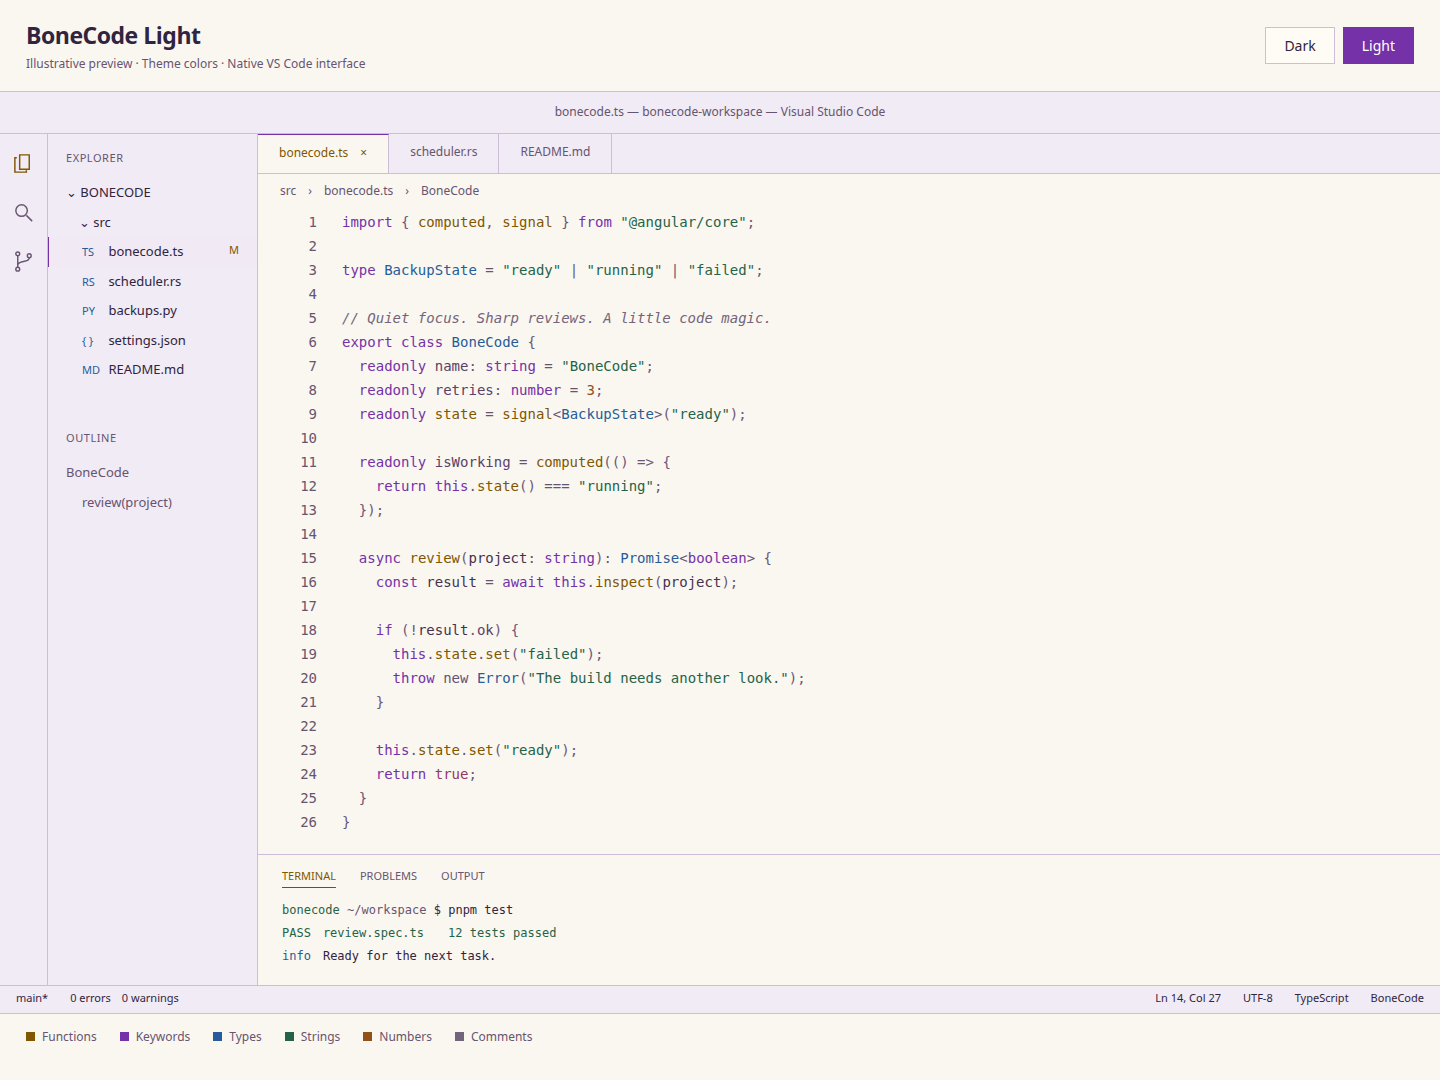 BoneCode Light
Illustrative preview · Theme colors · Native VS Code interface
Dark
Light
bonecode.ts — bonecode-workspace — Visual Studio Code
EXPLORER
⌄ BONECODE
⌄ src
TS bonecode.ts M
RS scheduler.rs
PY backups.py
{} settings.json
MD README.md
OUTLINE
BoneCode
review(project)
bonecode.ts × scheduler.rs README.md
src › bonecode.ts › BoneCode
1 import { computed, signal } from "@angular/core";
2
3 type BackupState = "ready" | "running" | "failed";
4
5 // Quiet focus. Sharp reviews. A little code magic.
6 export class BoneCode {
7   readonly name: string = "BoneCode";
8   readonly retries: number = 3;
9   readonly state = signal<BackupState>("ready");
10
11   readonly isWorking = computed(() => {
12     return this.state() === "running";
13   });
14
15   async review(project: string): Promise<boolean> {
16     const result = await this.inspect(project);
17
18     if (!result.ok) {
19       this.state.set("failed");
20       throw new Error("The build needs another look.");
21     }
22
23     this.state.set("ready");
24     return true;
25   }
26 }
TERMINAL PROBLEMS OUTPUT
bonecode ~/workspace $ pnpm test
PASS review.spec.ts 12 tests passed
info Ready for the next task.
main* 0 errors 0 warnings Ln 14, Col 27 UTF-8 TypeScript BoneCode
Functions Keywords Types Strings Numbers Comments